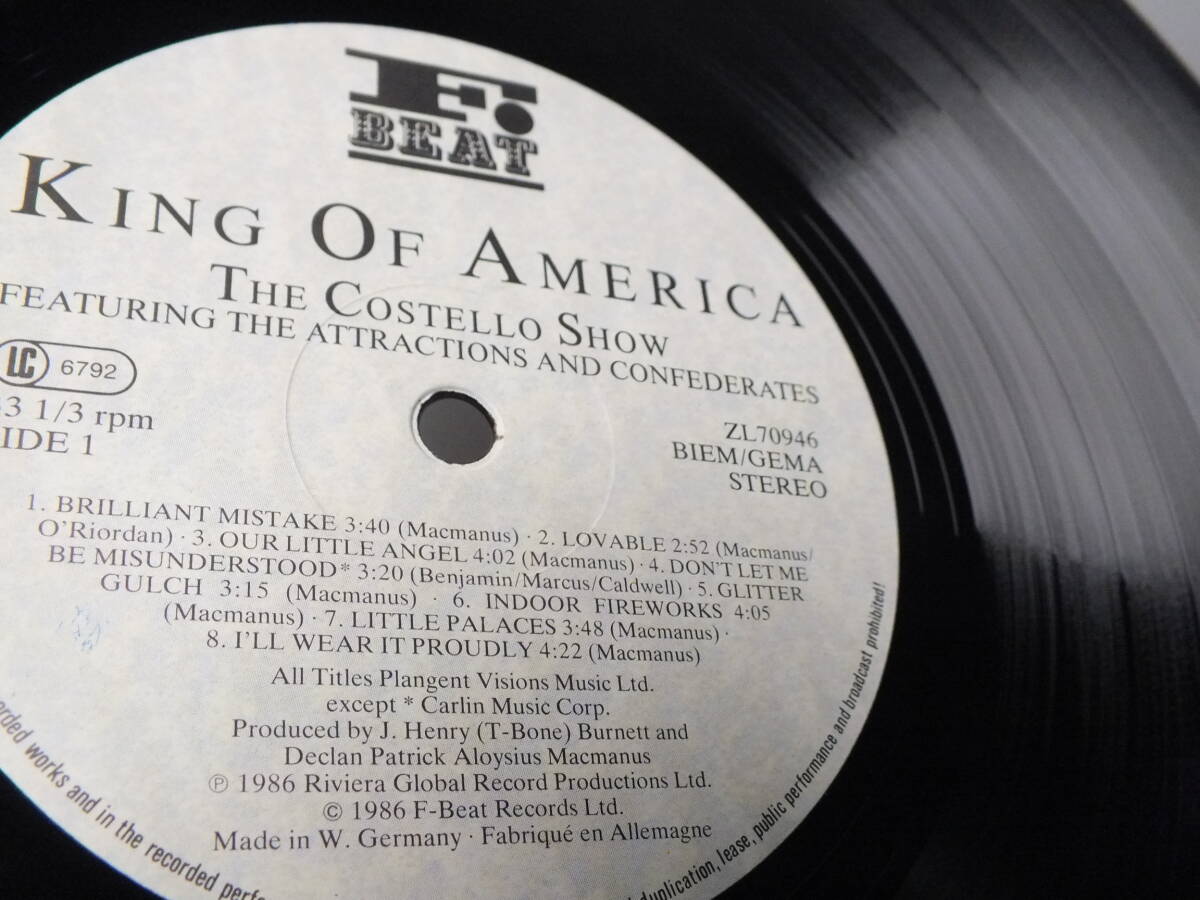 F.
BEAT
KING OF AMERICA
THE COSTELLO SHOW
FEATURING THE ATTRACTIONS AND CONFEDERATES
LC 6792
3 1/3 rpm
IDE 1
ZL70946
BIEM/GEMA
STEREO
1. BRILLIANT MISTAKE 3:40 (Macmanus) · 2. LOVABLE 2:52 (Macmanus/
O'Riordan) · 3. OUR LITTLE ANGEL 4:02 (Macmanus) · 4. DON'T LET ME
BE MISUNDERSTOOD* 3:20 (Benjamin/Marcus/Caldwell) · 5. GLITTER
GULCH 3:15 (Macmanus) · 6. INDOOR FIREWORKS 4:05
(Macmanus) · 7. LITTLE PALACES 3:48 (Macmanus) ·
8. I'LL WEAR IT PROUDLY 4:22 (Macmanus)
All Titles Plangent Visions Music Ltd.
except * Carlin Music Corp.
Produced by J. Henry (T-Bone) Burnett and
Declan Patrick Aloysius Macmanus
℗ 1986 Riviera Global Record Productions Ltd.
© 1986 F-Beat Records Ltd.
Made in W. Germany · Fabriqué en Allemagne
orded works and in the recorded perf
duplication, lease, public performance and broadcast prohibited!